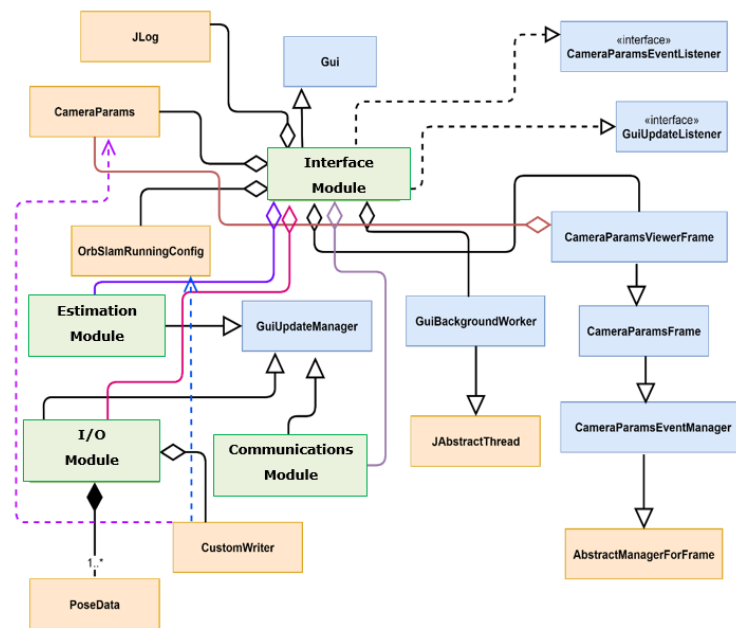 JLog
Gui
«interface»
CameraParamsEventListener
CameraParams
«interface»
GuiUpdateListener
Interface
Module
OrbSlamRunningConfig
CameraParamsViewerFrame
Estimation
Module
GuiUpdateManager
GuiBackgroundWorker
CameraParamsFrame
I/O
Module
Communications
Module
JAbstractThread
CameraParamsEventManager
CustomWriter
AbstractManagerForFrame
1..*
PoseData